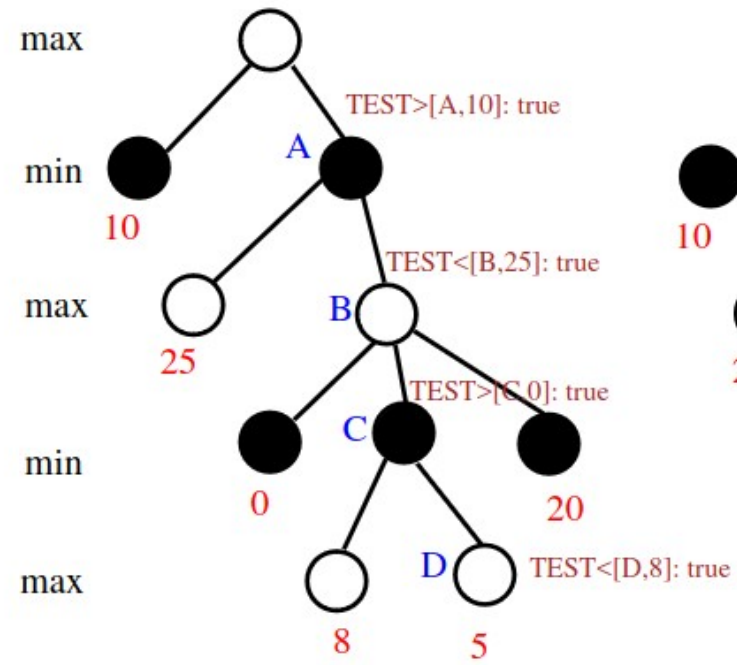 max
TEST>[A,10]: true
A
min
10
10
TEST<[B,25]: true
max
B
25
TEST>[C,0]: true
C
min
0
20
D
TEST<[D,8]: true
max
8
5